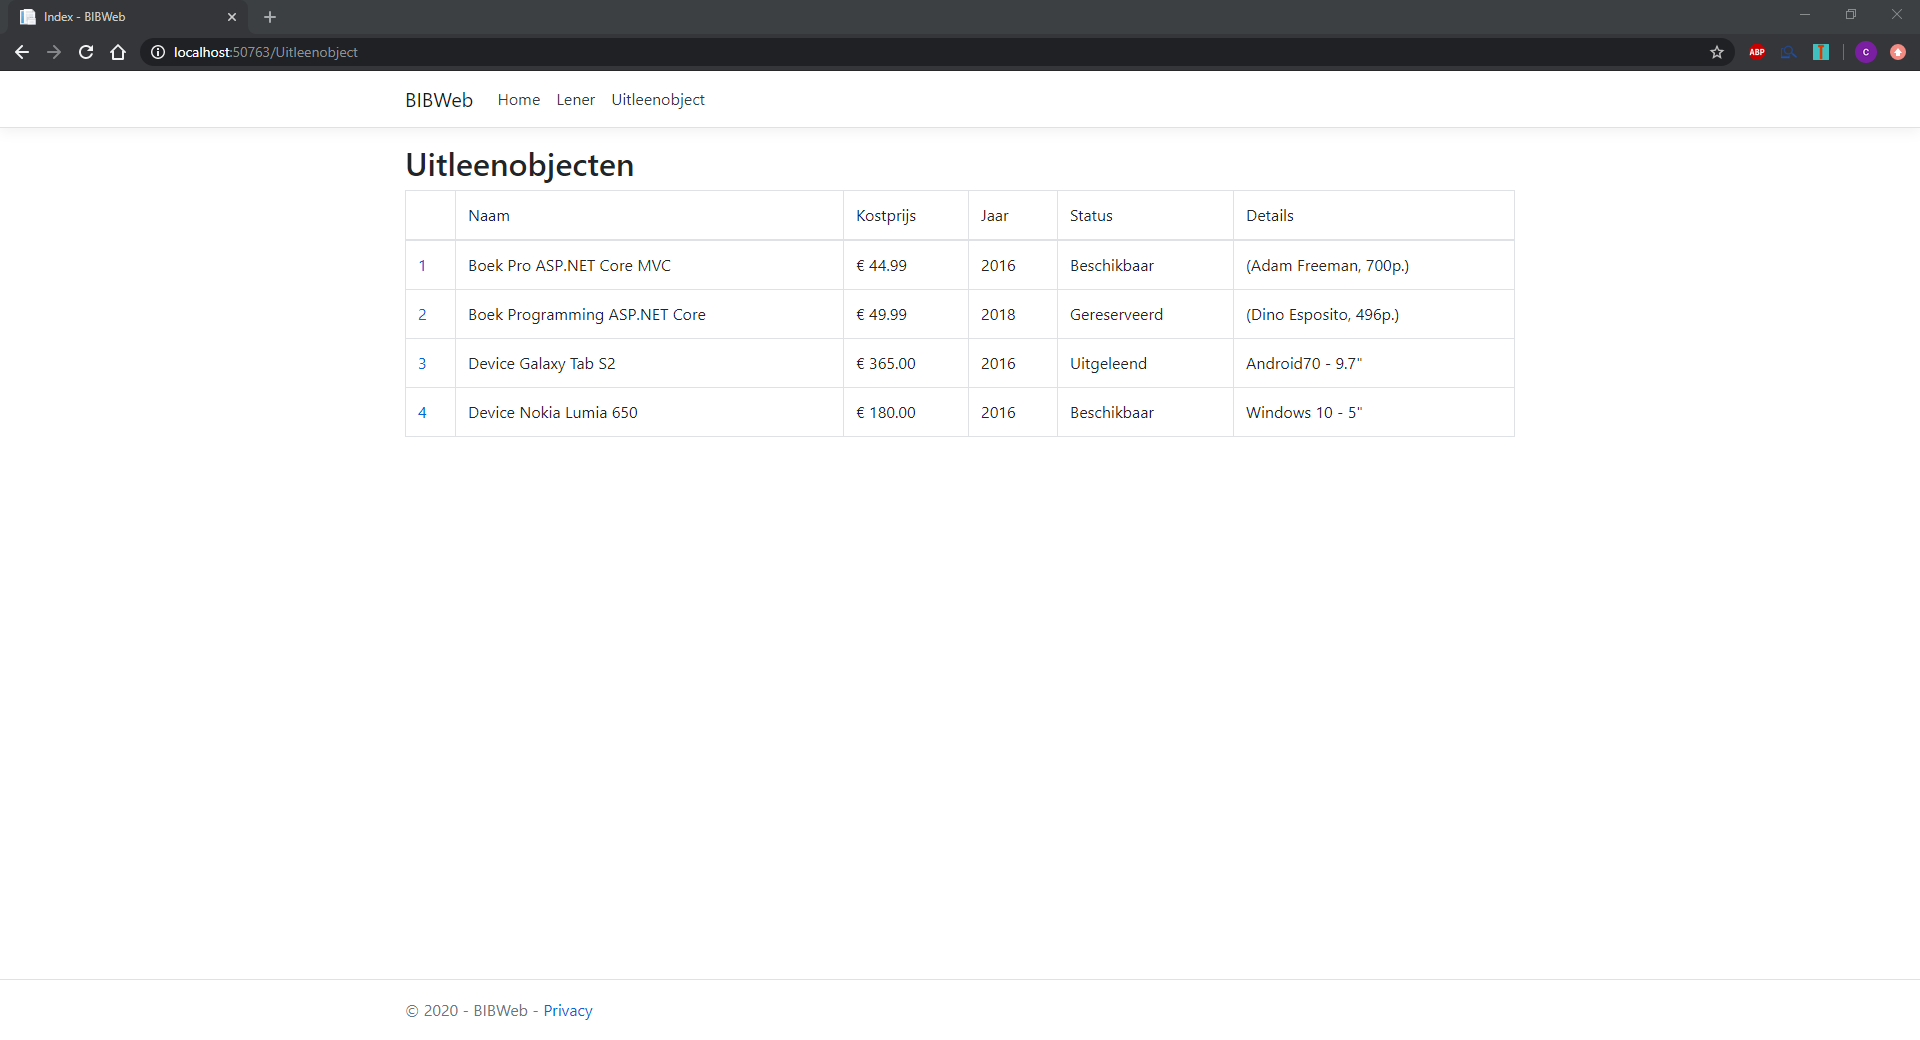 Index - BIBWeb
localhost:50763/Uitleenobject
ABP
C
BIBWeb Home Lener Uitleenobject
Uitleenobjecten
Naam Kostprijs Jaar Status Details
1 Boek Pro ASP.NET Core MVC € 44.99 2016 Beschikbaar (Adam Freeman, 700p.)
2 Boek Programming ASP.NET Core € 49.99 2018 Gereserveerd (Dino Esposito, 496p.)
3 Device Galaxy Tab S2 € 365.00 2016 Uitgeleend Android70 - 9.7"
4 Device Nokia Lumia 650 € 180.00 2016 Beschikbaar Windows 10 - 5"
© 2020 - BIBWeb - Privacy